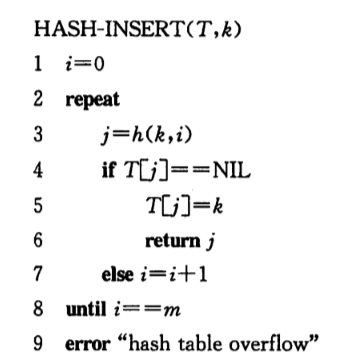 HASH-INSERT(T,k)
1 i=0
2 repeat
3 j=h(k,i)
4 if T[j]==NIL
5 T[j]=k
6 return j
7 else i=i+1
8 until i==m
9 error “hash table overflow”